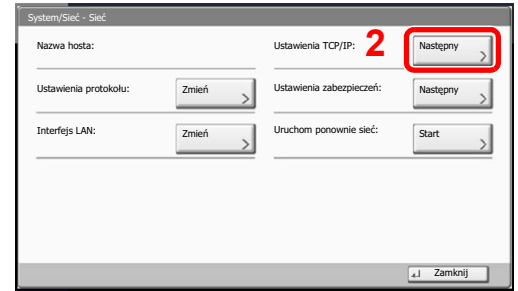 System/Sieć - Sieć
Nazwa hosta:
Ustawienia TCP/IP: 2 Następny
Ustawienia protokołu: Zmień
Ustawienia zabezpieczeń: Następny
Interfejs LAN: Zmień
Uruchom ponownie sieć: Start
Zamknij